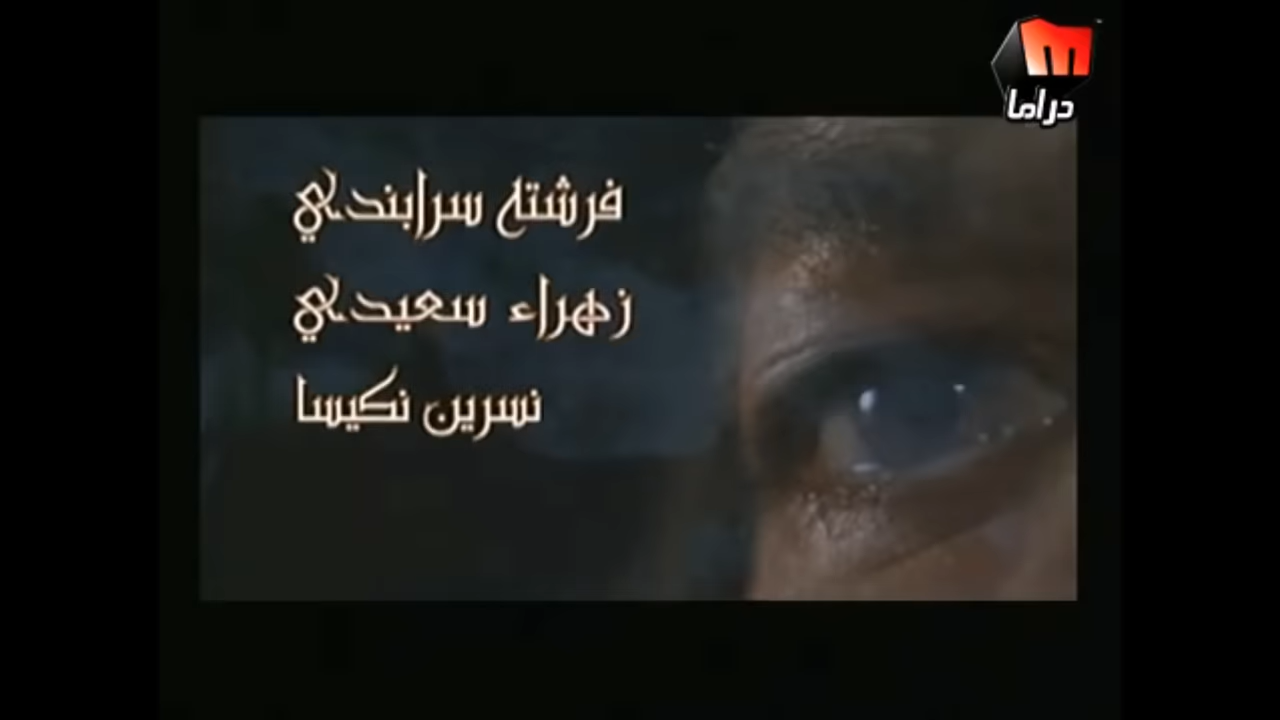 m
دراما
فرشته سرابندي
زهراء سعيدي
نسرين نكيسا